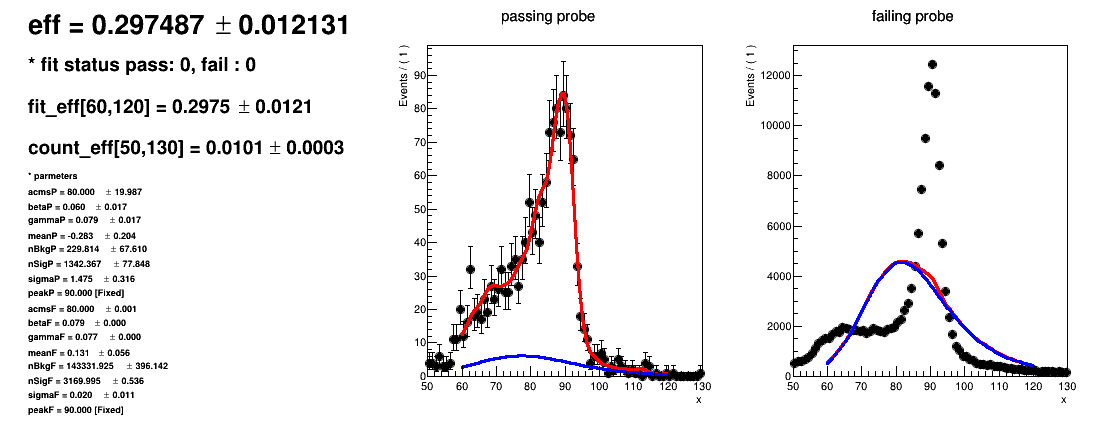 eff = 0.297487 ± 0.012131
* fit status pass: 0, fail : 0
fit_eff[60,120] = 0.2975 ± 0.0121
count_eff[50,130] = 0.0101 ± 0.0003
* parmeters
acmsP = 80.000 ± 19.987
betaP = 0.060 ± 0.017
gammaP = 0.079 ± 0.017
meanP = -0.283 ± 0.204
nBkgP = 229.814 ± 67.610
nSigP = 1342.367 ± 77.848
sigmaP = 1.475 ± 0.316
peakP = 90.000 [Fixed]
acmsF = 80.000 ± 0.001
betaF = 0.079 ± 0.000
gammaF = 0.077 ± 0.000
meanF = 0.131 ± 0.056
nBkgF = 143331.925 ± 396.142
nSigF = 3169.995 ± 0.536
sigmaF = 0.020 ± 0.011
peakF = 90.000 [Fixed]
passing probe
Events / ( 1 )
90
80
70
60
50
40
30
20
10
0
50 60 70 80 90 100 110 120 130
x
failing probe
Events / ( 1 )
12000
10000
8000
6000
4000
2000
0
50 60 70 80 90 100 110 120 130
x